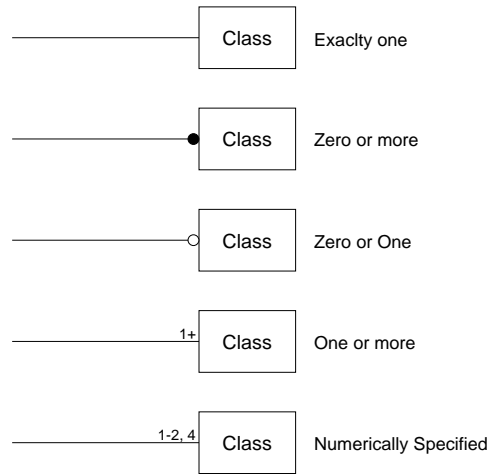 Class Exaclty one
Class Zero or more
Class Zero or One
1+ Class One or more
1-2, 4 Class Numerically Specified